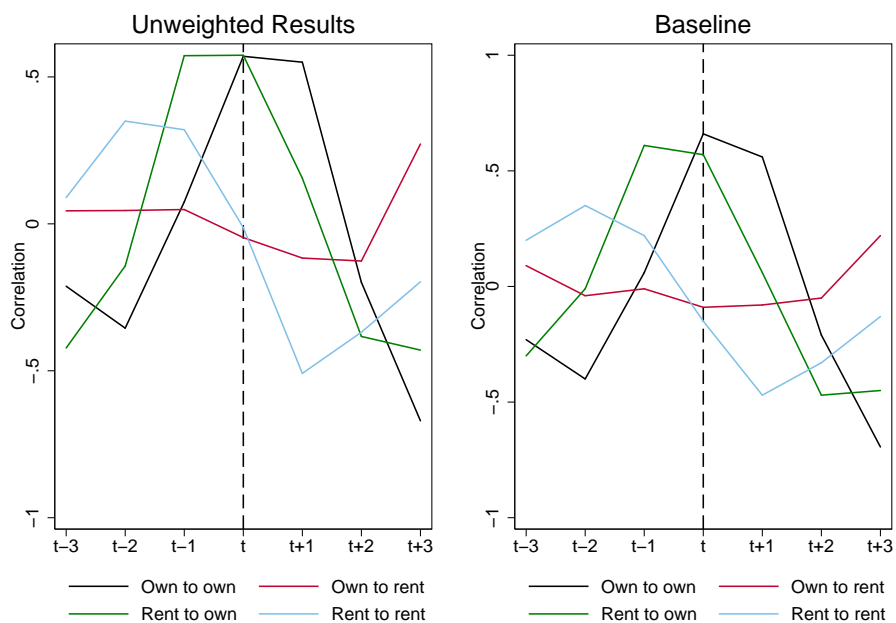 Unweighted Results
Correlation
.5
0
−.5
−1
t−3 t−2 t−1 t t+1 t+2 t+3
Own to own Own to rent
Rent to own Rent to rent
Baseline
Correlation
1
.5
0
−.5
−1
t−3 t−2 t−1 t t+1 t+2 t+3
Own to own Own to rent
Rent to own Rent to rent